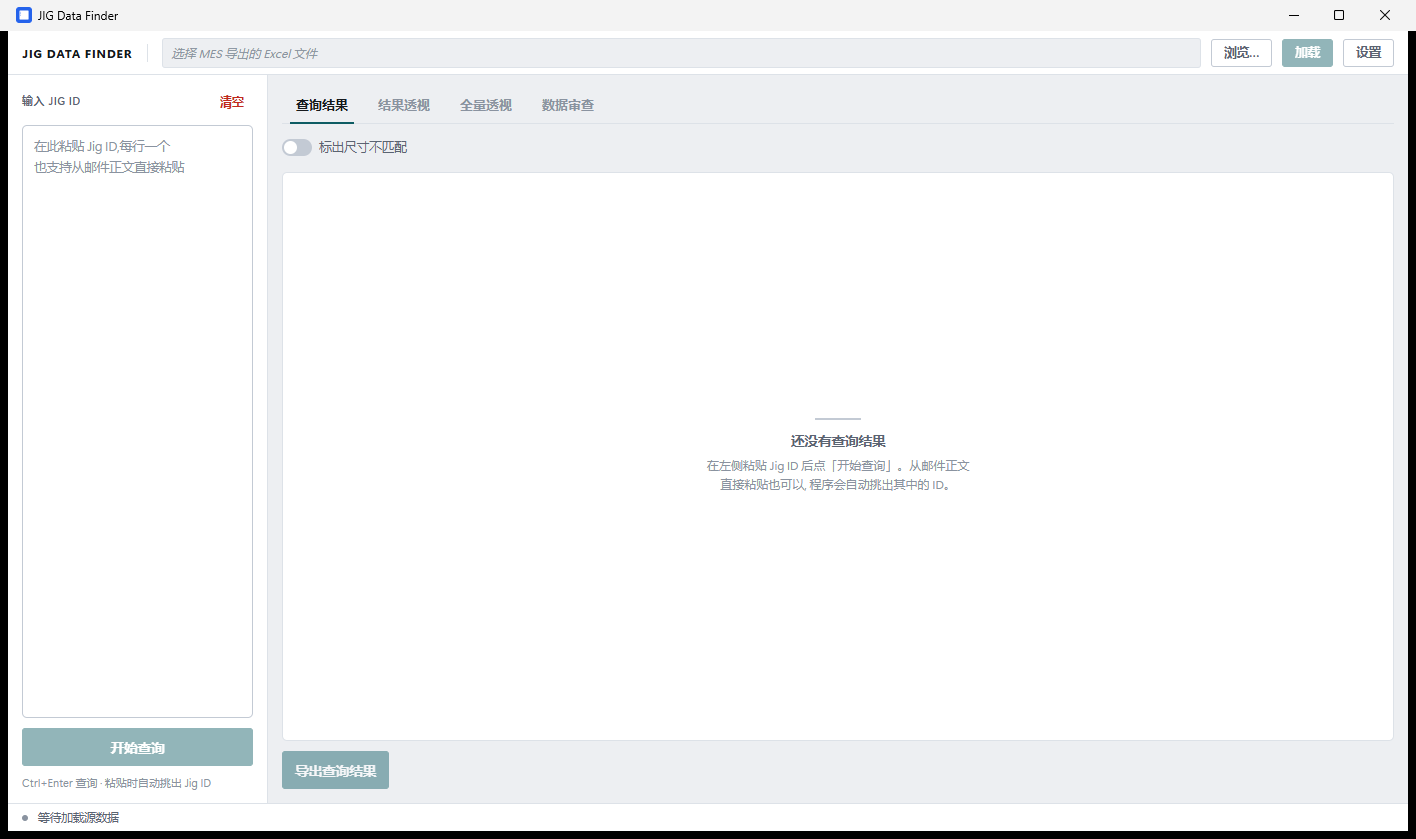 JIG Data Finder
JIG DATA FINDER
选择 MES 导出的 Excel 文件
浏览...
加载
设置
输入 JIG ID
清空
查询结果
结果透视
全量透视
数据审查
标出尺寸不匹配
在此粘贴 Jig ID,每行一个
也支持从邮件正文直接粘贴
还没有查询结果
在左侧粘贴 Jig ID 后点「开始查询」。从邮件正文
直接粘贴也可以, 程序会自动挑出其中的 ID。
开始查询
导出查询结果
Ctrl+Enter 查询 · 粘贴时自动挑出 Jig ID
等待加载源数据